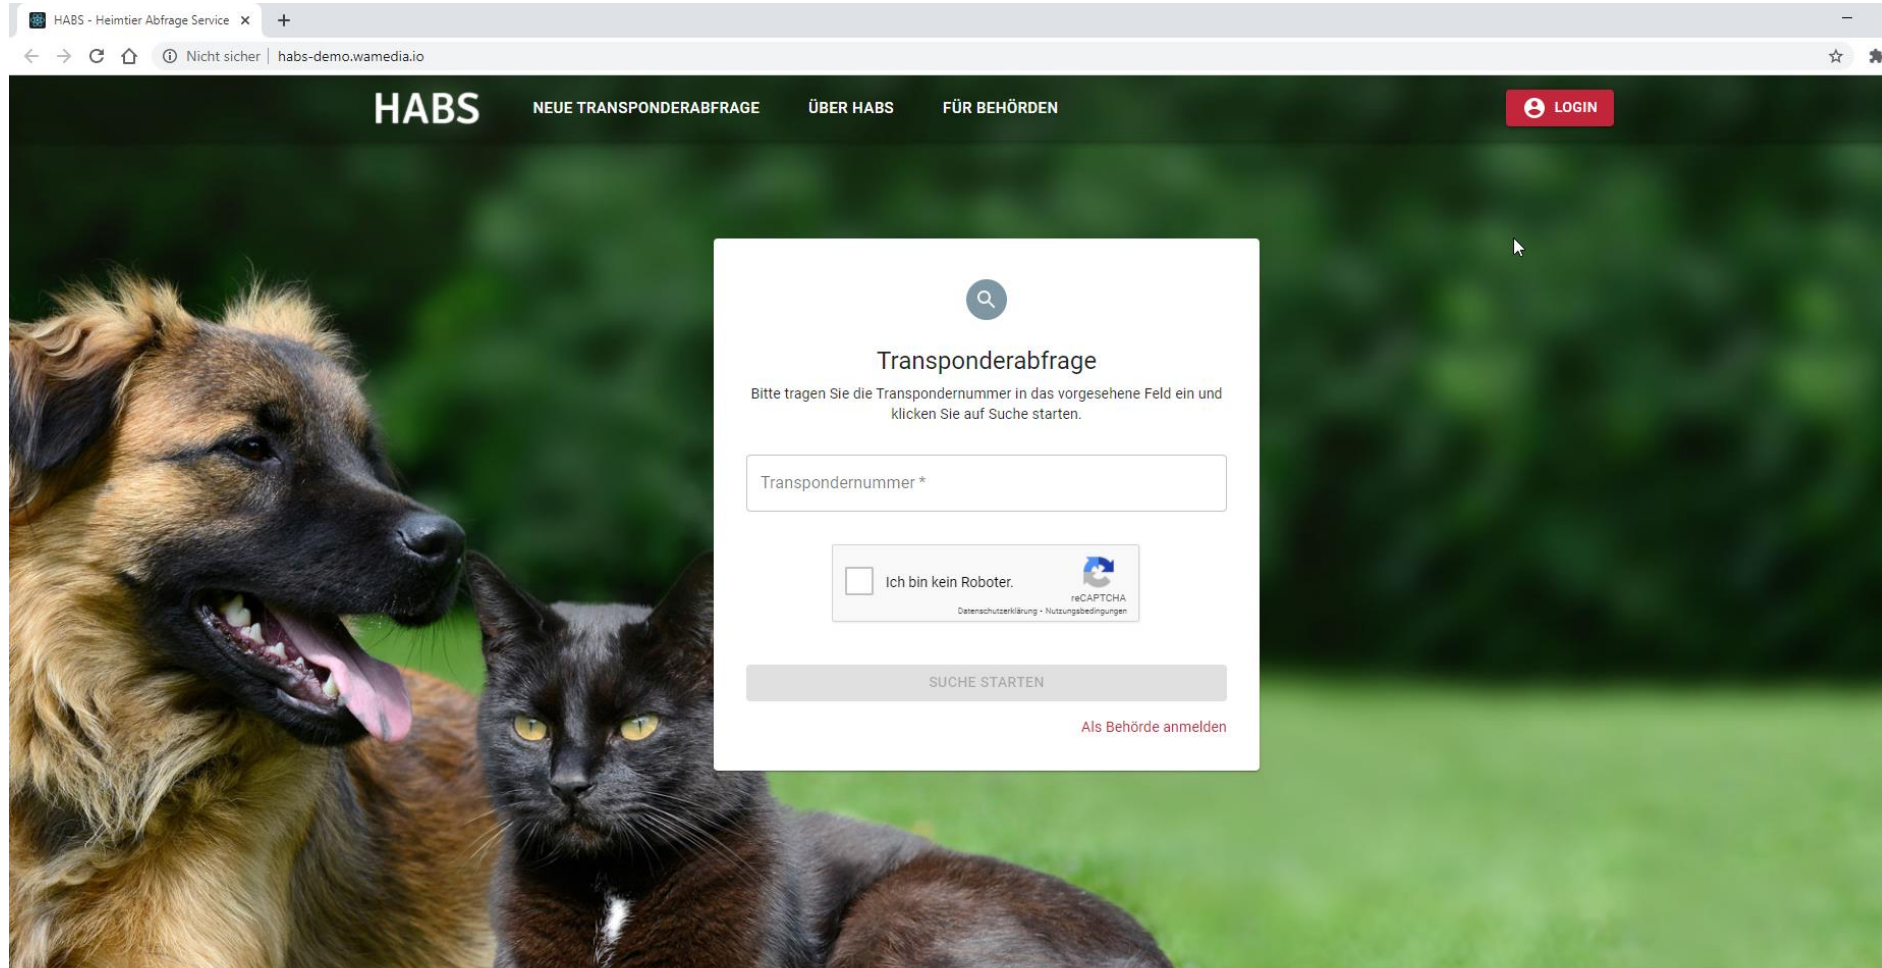 HABS - Heimtier Abfrage Service
Nicht sicher | habs-demo.wamedia.io
HABS NEUE TRANSPONDERABFRAGE ÜBER HABS FÜR BEHÖRDEN LOGIN
Transponderabfrage
Bitte tragen Sie die Transpondernummer in das vorgesehene Feld ein und
klicken Sie auf Suche starten.
Transpondernummer *
Ich bin kein Roboter.
reCAPTCHA
Datenschutzerklärung - Nutzungsbedingungen
SUCHE STARTEN
Als Behörde anmelden